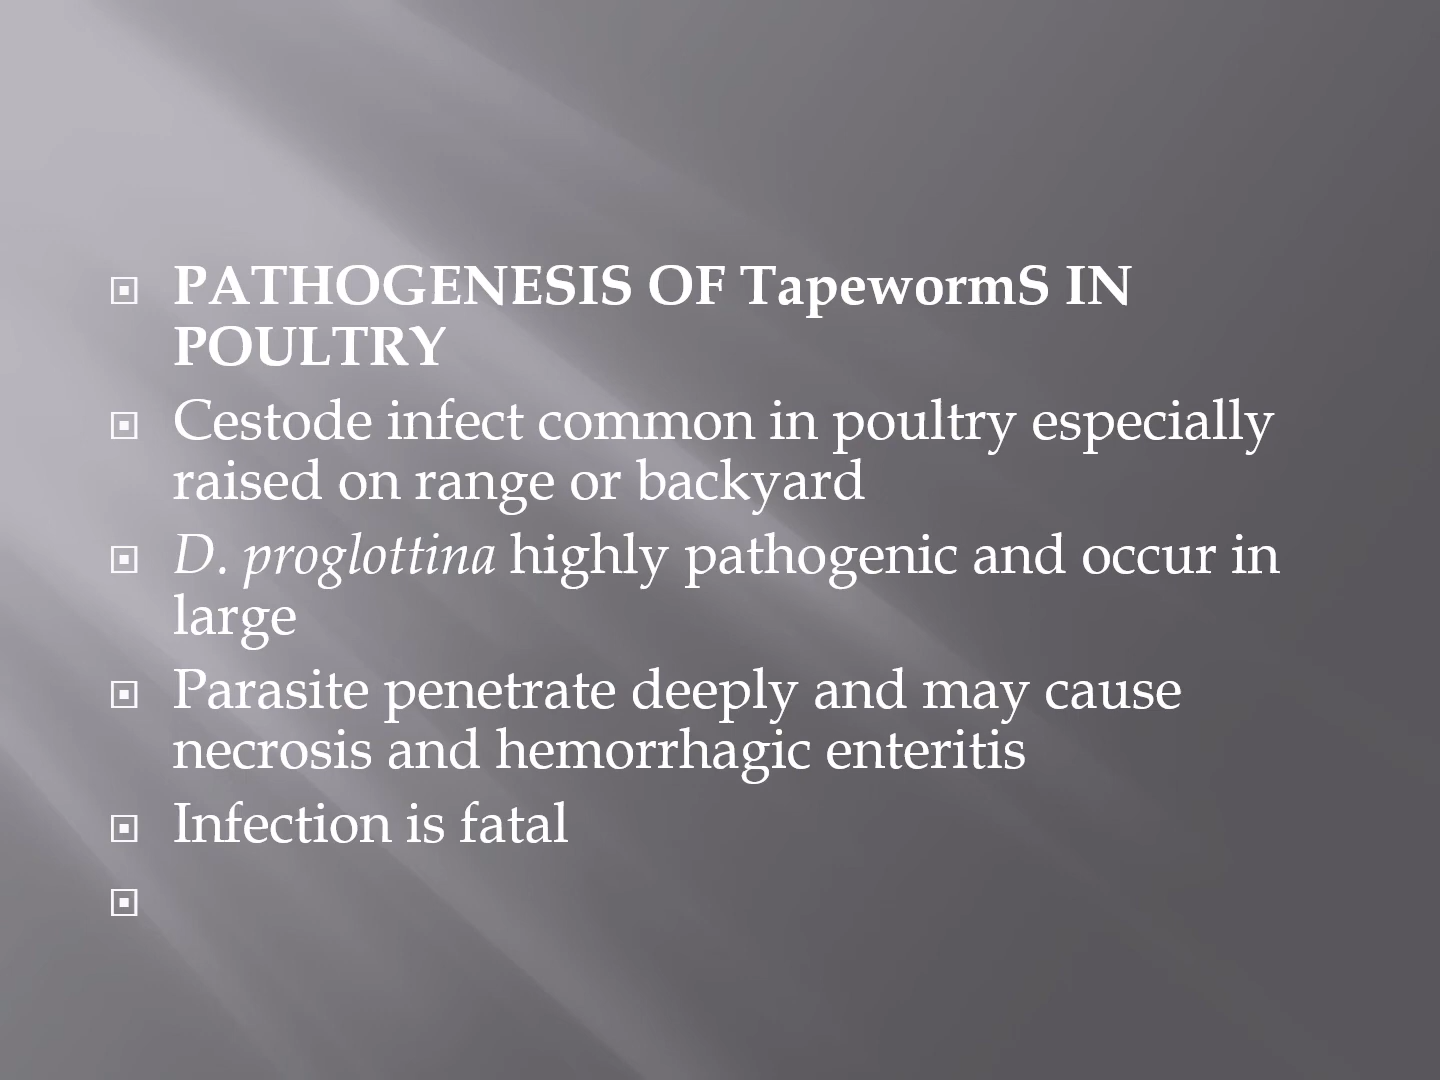 PATHOGENESIS OF TapewormS IN
POULTRY
Cestode infect common in poultry especially
raised on range or backyard
D. proglottina highly pathogenic and occur in
large
Parasite penetrate deeply and may cause
necrosis and hemorrhagic enteritis
Infection is fatal